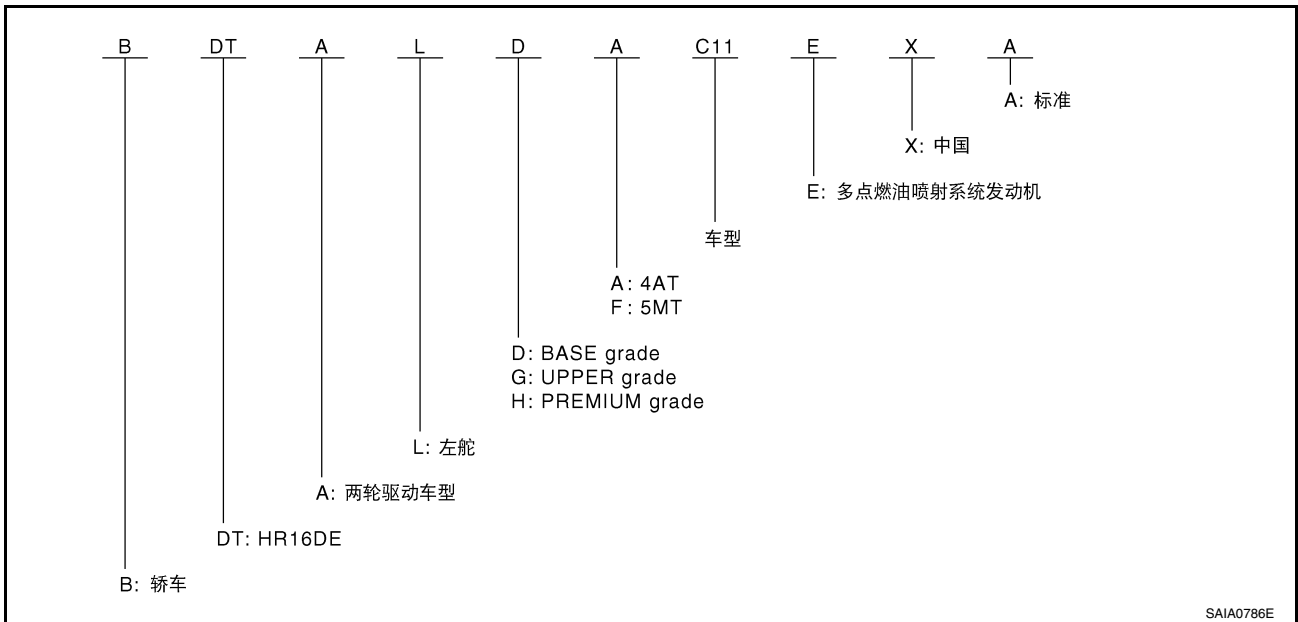 B DT A L D A C11 E X A
A: 标准
X: 中国
E: 多点燃油喷射系统发动机
车型
A: 4AT
F: 5MT
D: BASE grade
G: UPPER grade
H: PREMIUM grade
L: 左舵
A: 两轮驱动车型
DT: HR16DE
B: 轿车
SAIA0786E